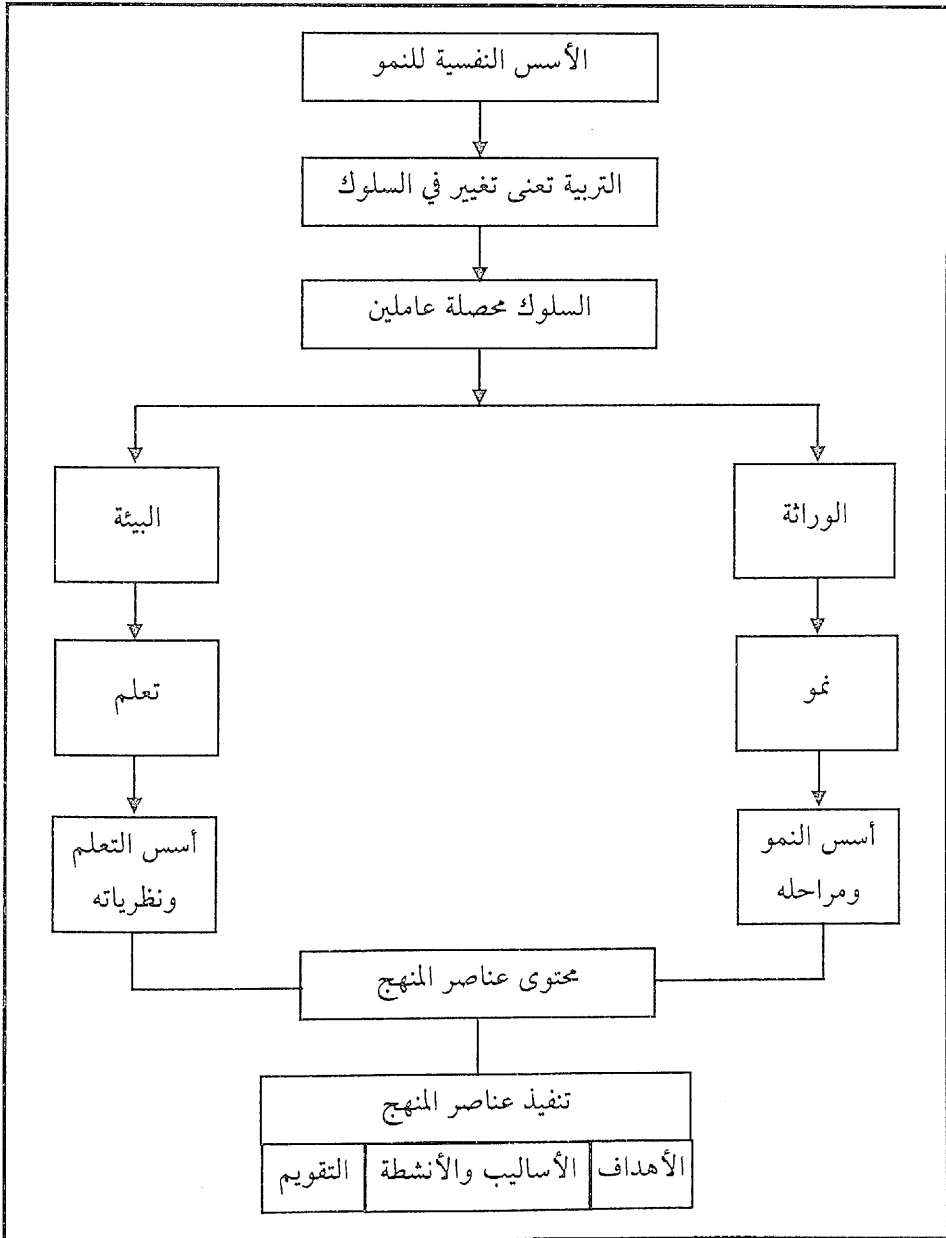 الأسس النفسية للنمو
التربية تعنى تغيير في السلوك
السلوك محصلة عاملين
الوراثة
البيئة
نمو
تعلم
أسس النمو
ومراحله
أسس التعلم
ونظرياته
محتوى عناصر المنهج
تنفيذ عناصر المنهج
الأهداف
الأساليب والأنشطة
التقويم